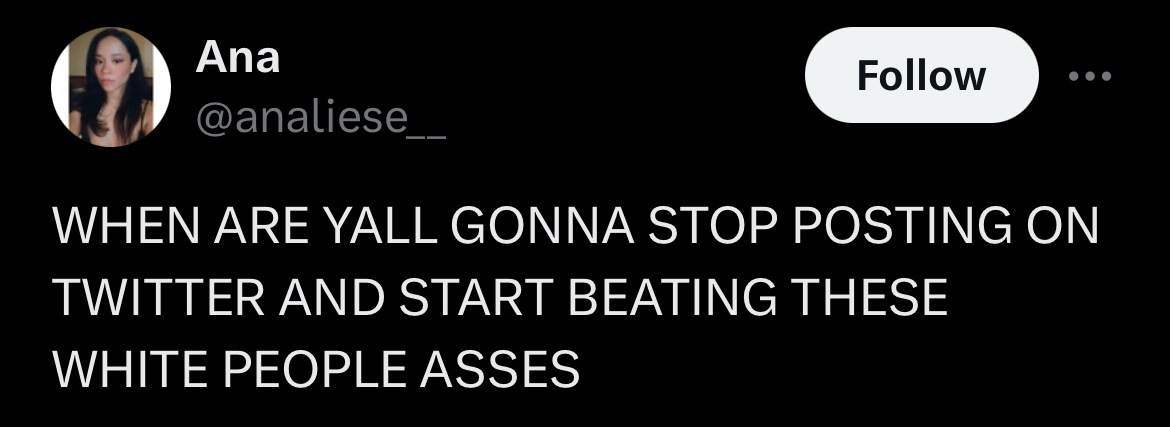 Ana
Follow
@analiese__
WHEN ARE YALL GONNA STOP POSTING ON
TWITTER AND START BEATING THESE
WHITE PEOPLE ASSES